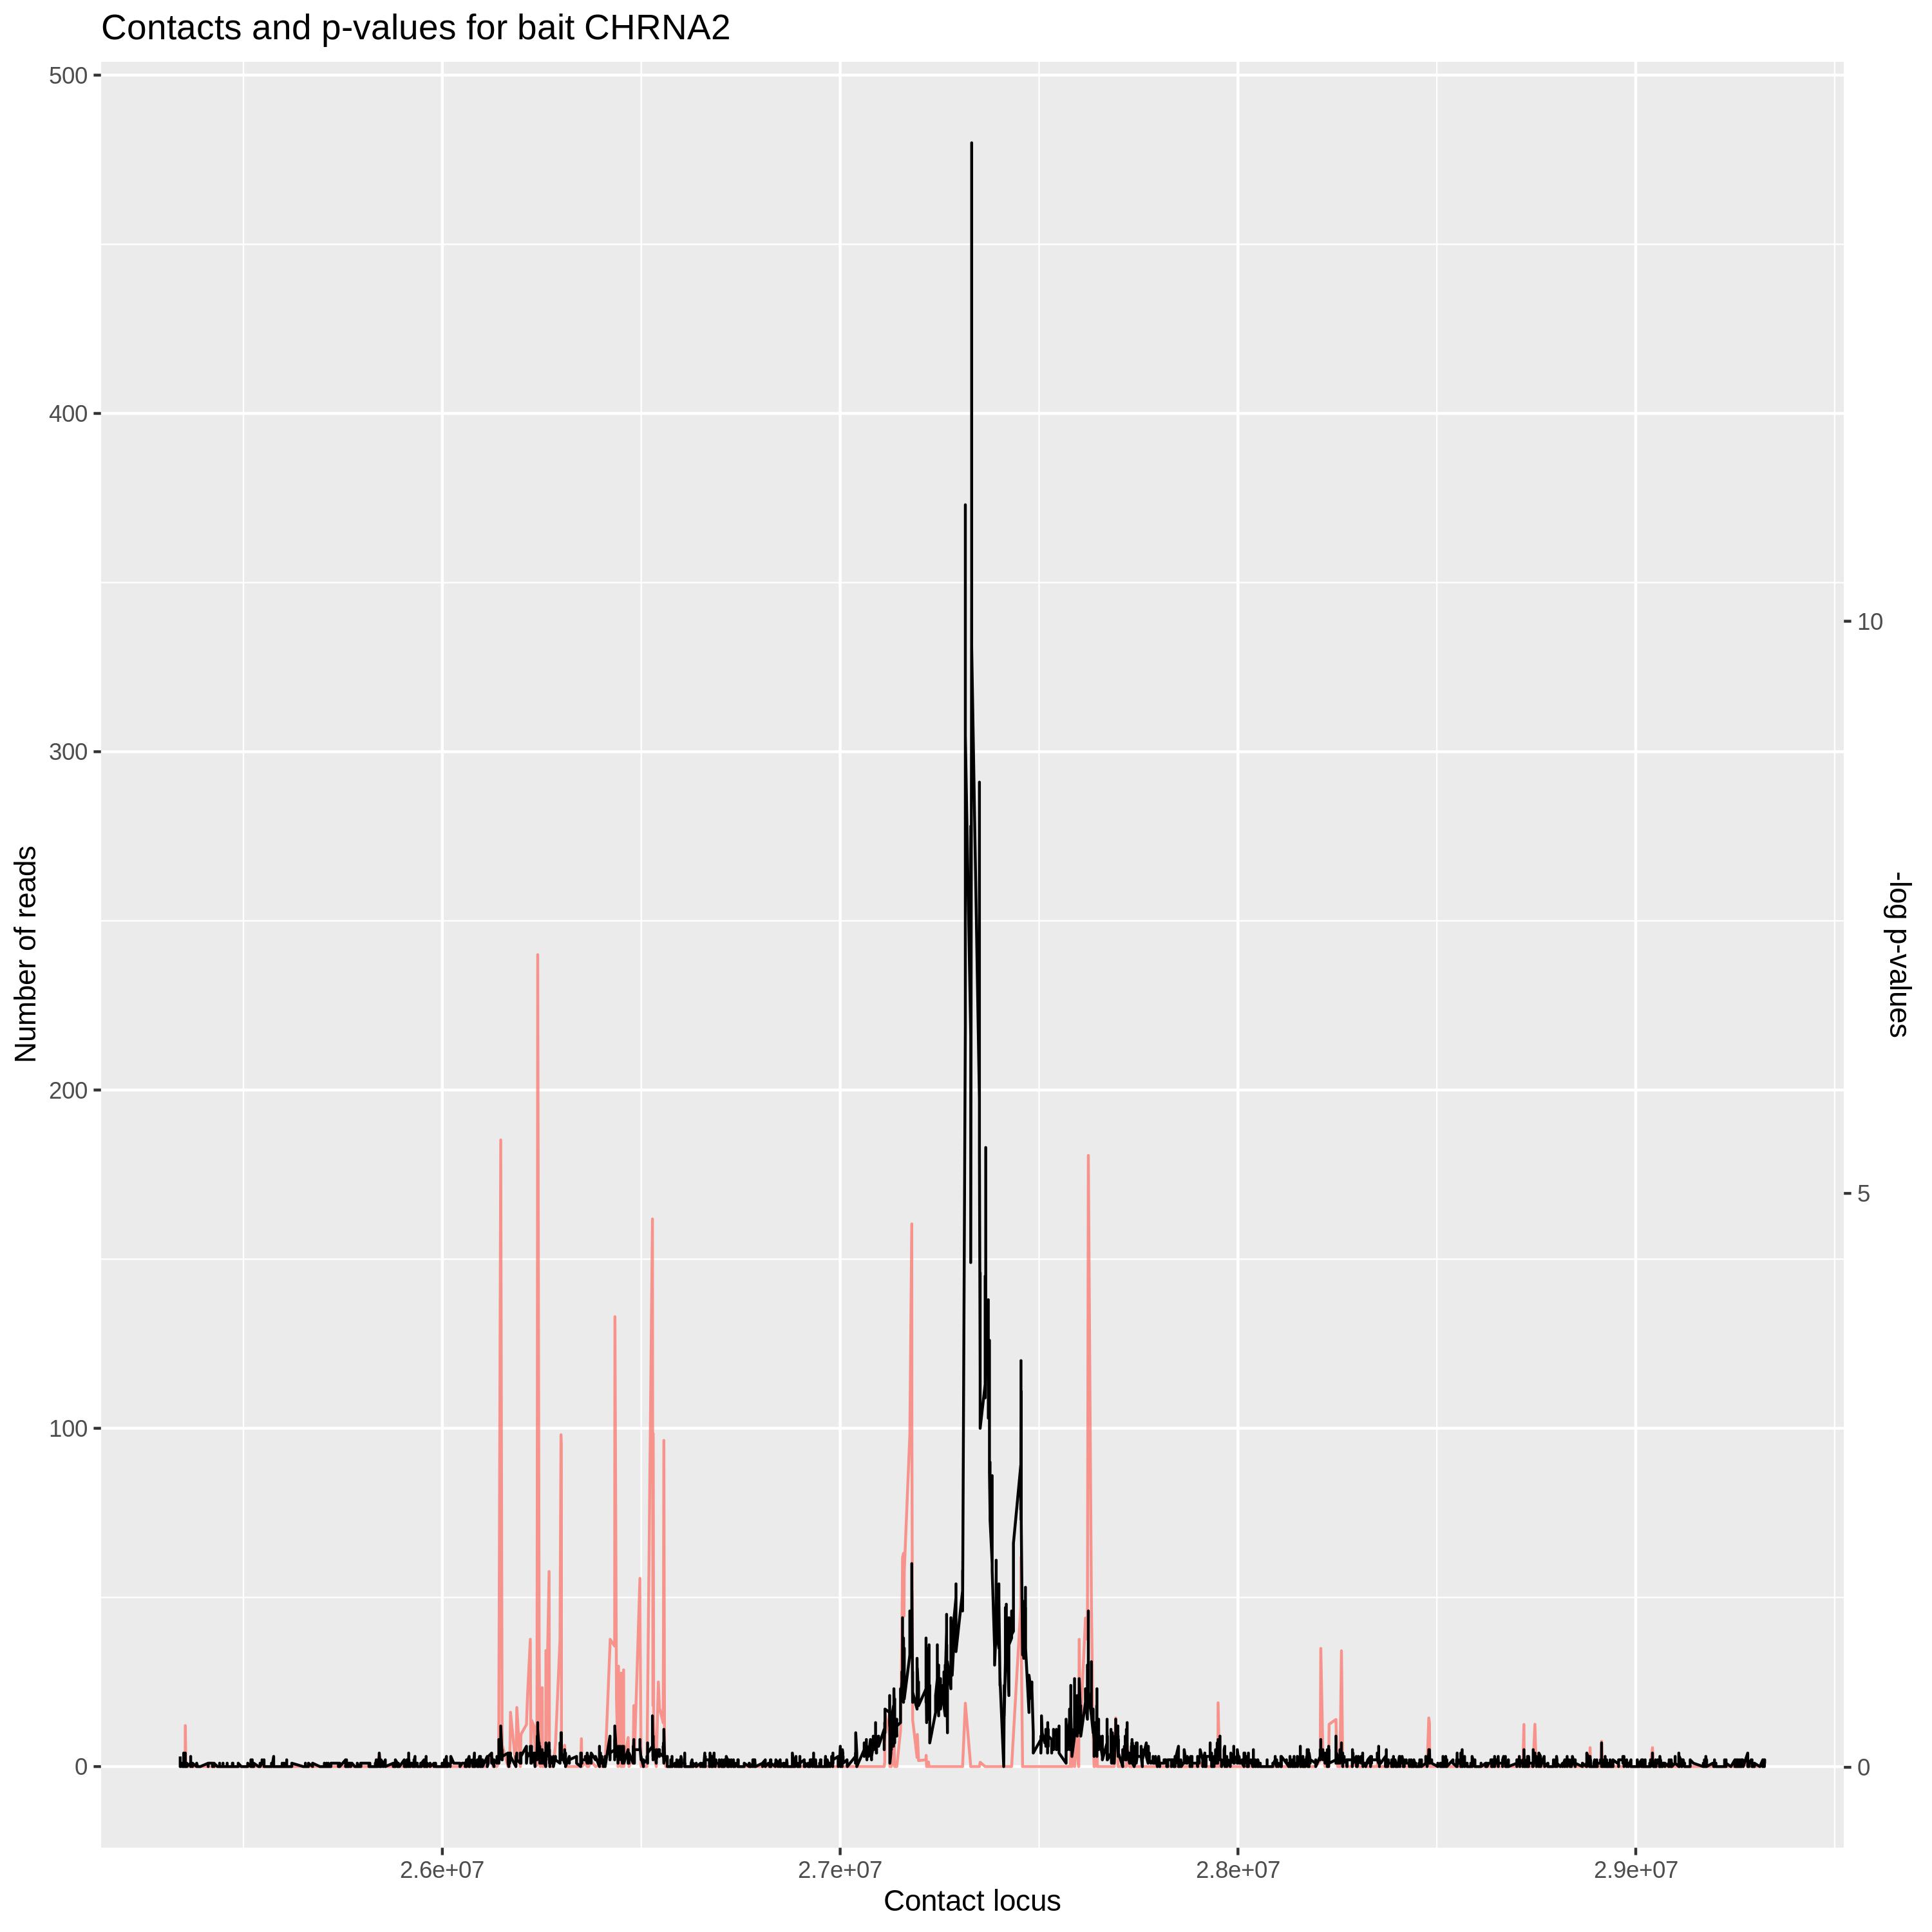 Contacts and p-values for bait CHRNA2
500
400
300
200
100
0
Number of reads
10
5
0
-log p-values
2.6e+07
2.7e+07
2.8e+07
2.9e+07
Contact locus